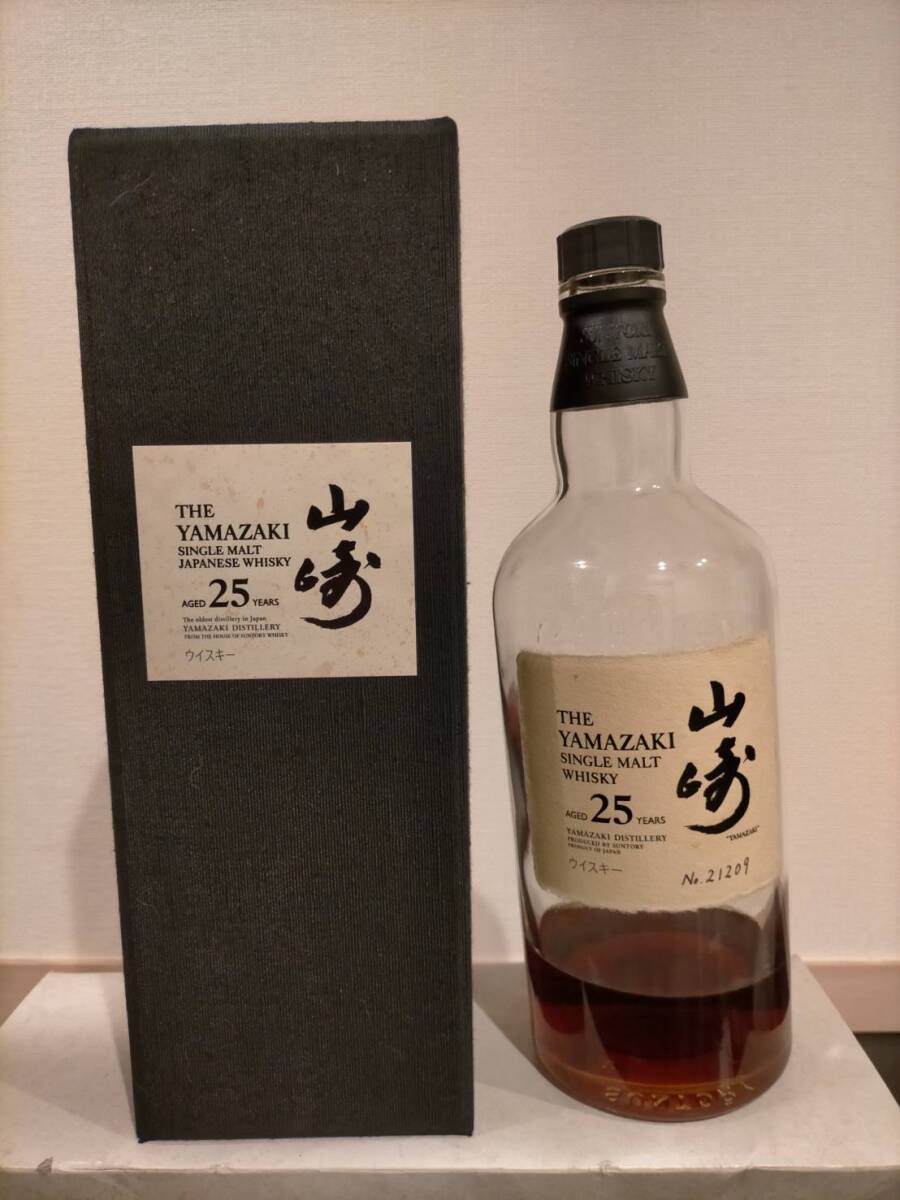 THE
YAMAZAKI
SINGLE MALT
JAPANESE WHISKY
AGED 25 YEARS
The oldest distillery in Japan,
YAMAZAKI DISTILLERY
FROM THE HOUSE OF SUNTORY WHISKY
ウイスキー
山崎
SUNTORY
SINGLE MALT
WHISKY
THE
YAMAZAKI
SINGLE MALT
WHISKY
AGED 25 YEARS
YAMAZAKI DISTILLERY
PRODUCED BY SUNTORY
PRODUCT OF JAPAN
ウイスキー
山崎
"YAMAZAKI"
No.21209
SUNTORY